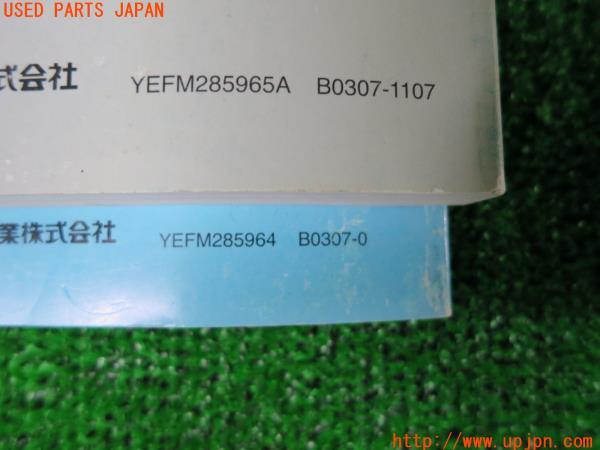 USED PARTS JAPAN
式会社 YEFM285965A B0307-1107
業株式会社 YEFM285964 B0307-0
http://www.upjpn.com